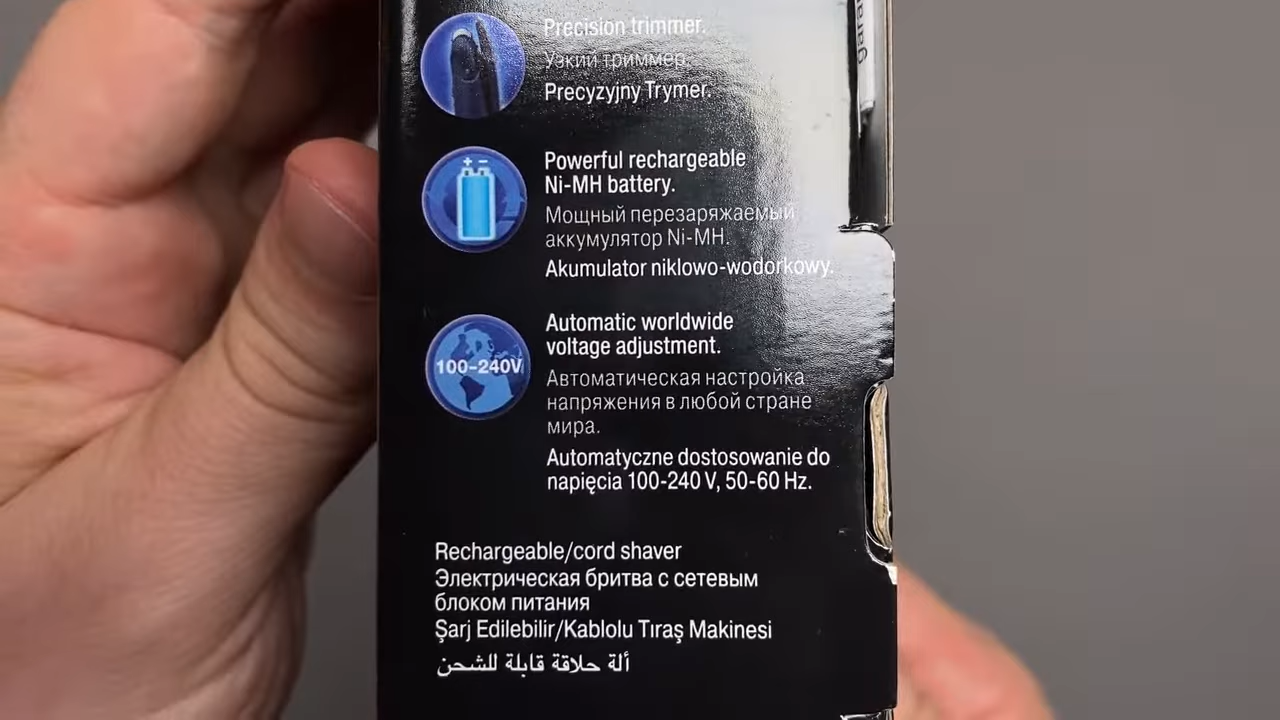 Precision trimmer.
Узкий триммер.
Precyzyjny Trymer.
Powerful rechargeable
Ni-MH battery.
Мощный перезаряжаемый
аккумулятор Ni-MH.
Akumulator niklowo-wodorkowy.
100-240V
Automatic worldwide
voltage adjustment.
Автоматическая настройка
напряжения в любой стране
мира.
Automatyczne dostosowanie do
napięcia 100-240 V, 50-60 Hz.
Rechargeable/cord shaver
Электрическая бритва с сетевым
блоком питания
Şarj Edilebilir/Kablolu Tıraş Makinesi
ألة حلاقة قابلة للشحن